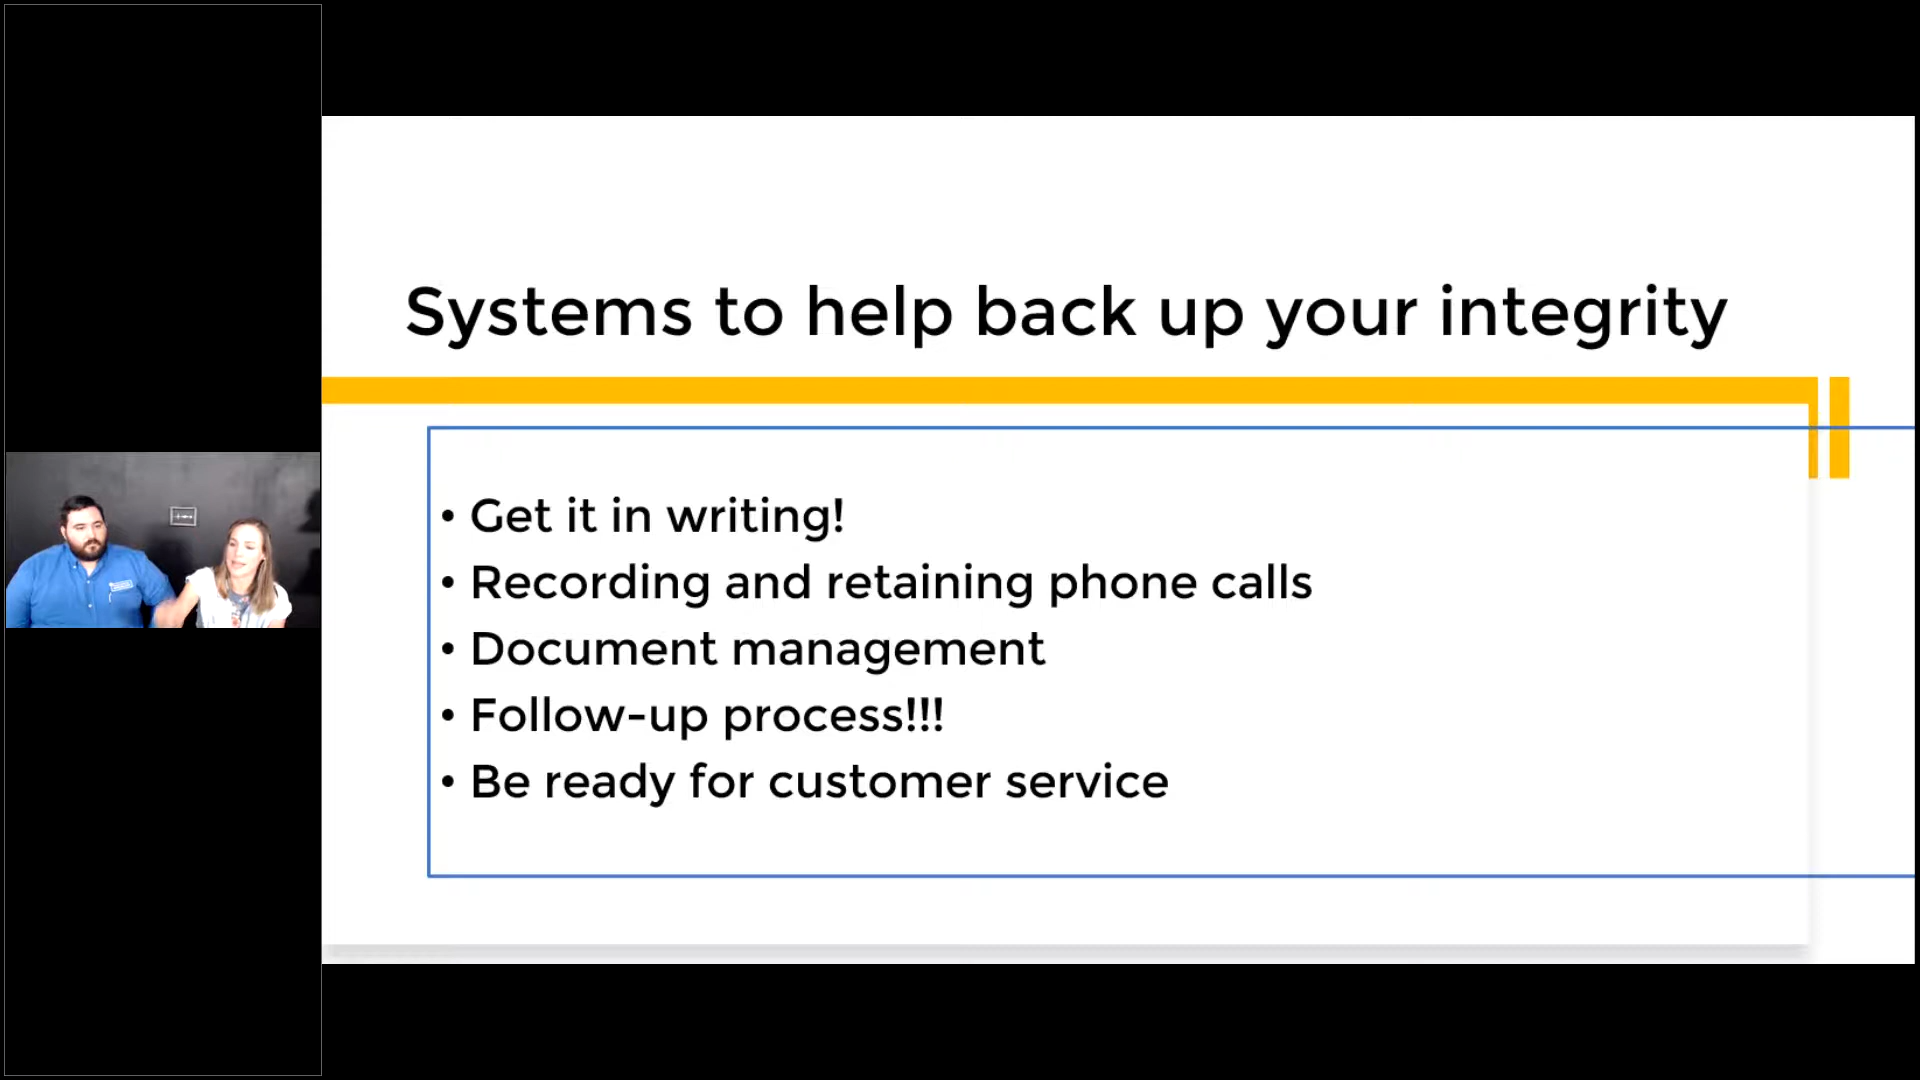 Systems to help back up your integrity
• Get it in writing!
• Recording and retaining phone calls
• Document management
• Follow-up process!!!
• Be ready for customer service